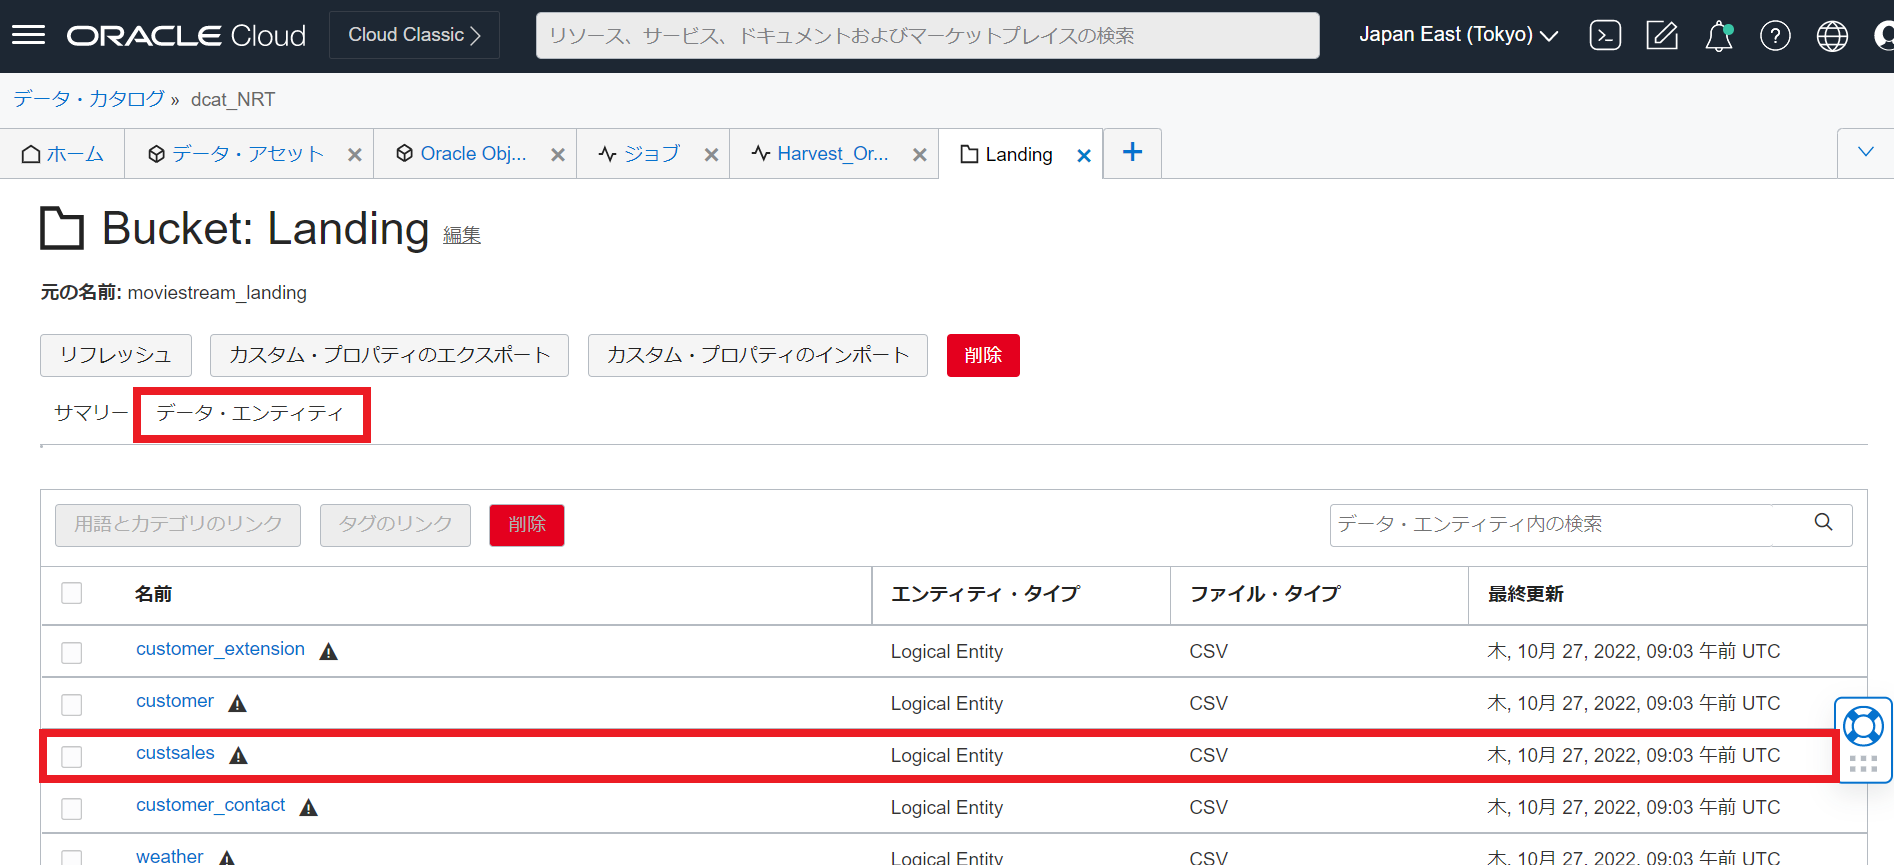 ORACLE Cloud Cloud Classic リソース、サービス、ドキュメントおよびマーケットプレイスの検索 Japan East (Tokyo)
データ・カタログ » dcat_NRT
ホーム データ・アセット Oracle Obj... ジョブ Harvest_Or... Landing +
Bucket: Landing 編集
元の名前: moviestream_landing
リフレッシュ カスタム・プロパティのエクスポート カスタム・プロパティのインポート 削除
サマリー データ・エンティティ
用語とカテゴリのリンク タグのリンク 削除 データ・エンティティ内の検索
名前 エンティティ・タイプ ファイル・タイプ 最終更新
customer_extension Logical Entity CSV 木, 10月 27, 2022, 09:03 午前 UTC
customer Logical Entity CSV 木, 10月 27, 2022, 09:03 午前 UTC
custsales Logical Entity CSV 木, 10月 27, 2022, 09:03 午前 UTC
customer_contact Logical Entity CSV 木, 10月 27, 2022, 09:03 午前 UTC
weather Logical Entity CSV 木, 10月 27, 2022, 09:03 午前 UTC